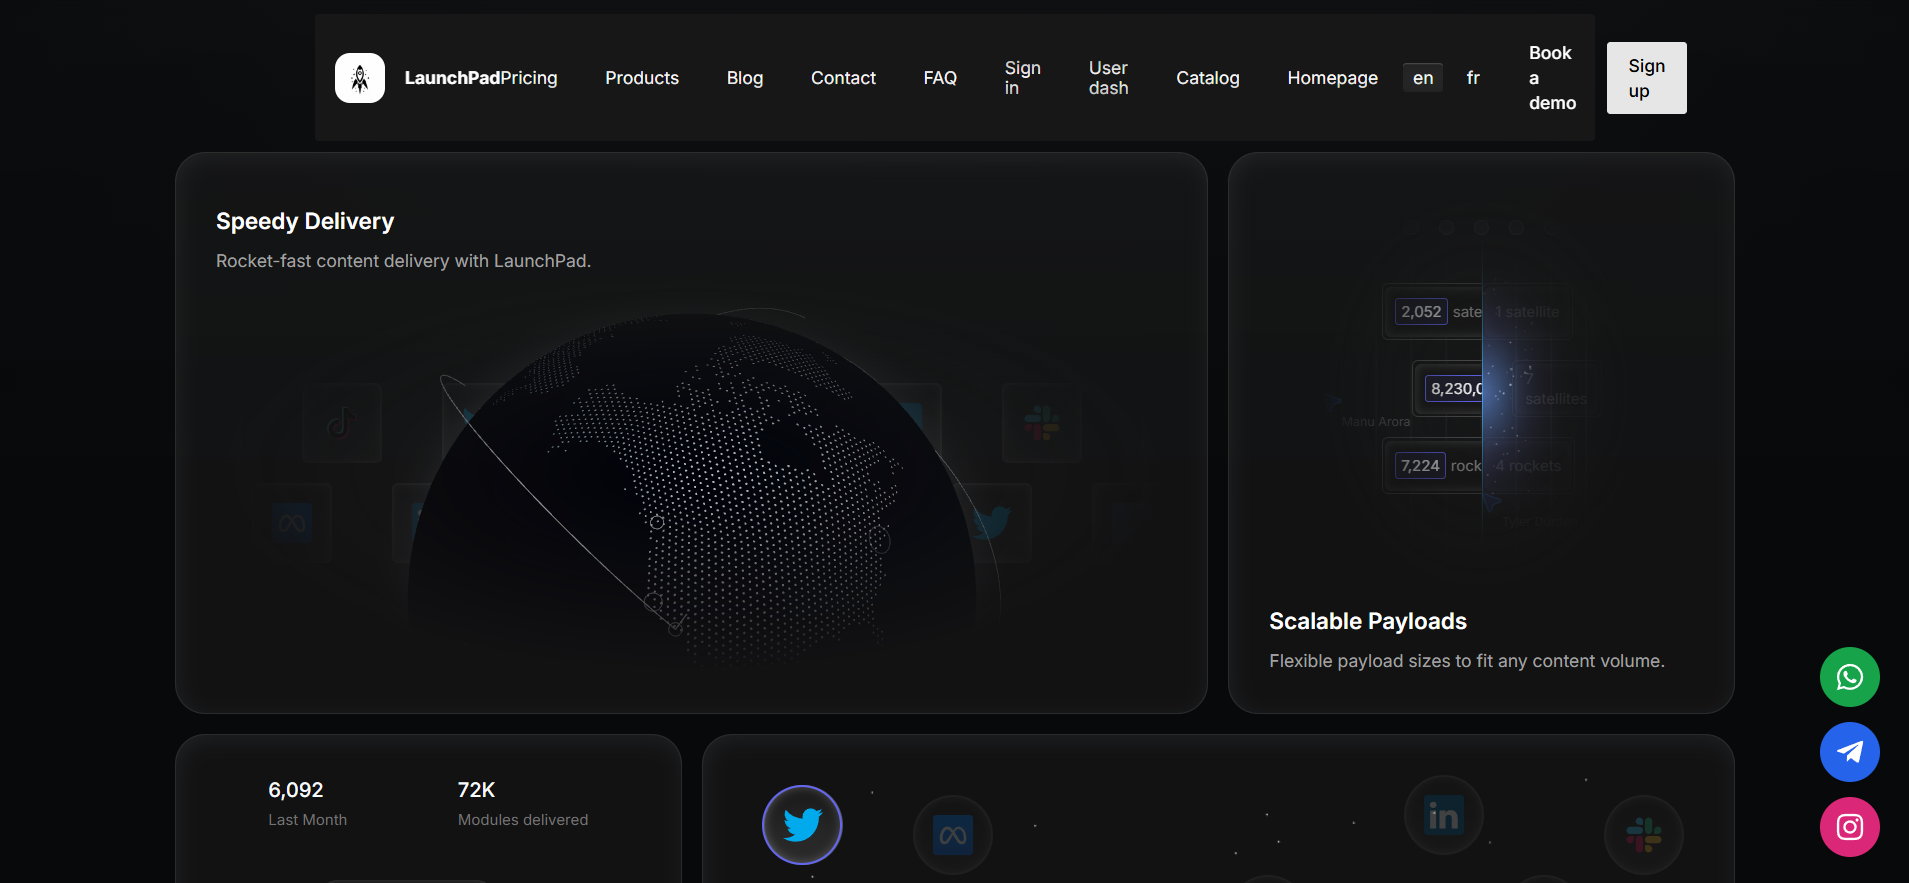 LaunchPad Pricing Products Blog Contact FAQ Sign in User dash Catalog Homepage en fr Book a demo Sign up
Speedy Delivery
Rocket-fast content delivery with LaunchPad.
2,052 sate 1 satellite
8,230,0 7 satellites
Manu Arora
7,224 rock 4 rockets
Scalable Payloads
Flexible payload sizes to fit any content volume.
6,092
Last Month
72K
Modules delivered